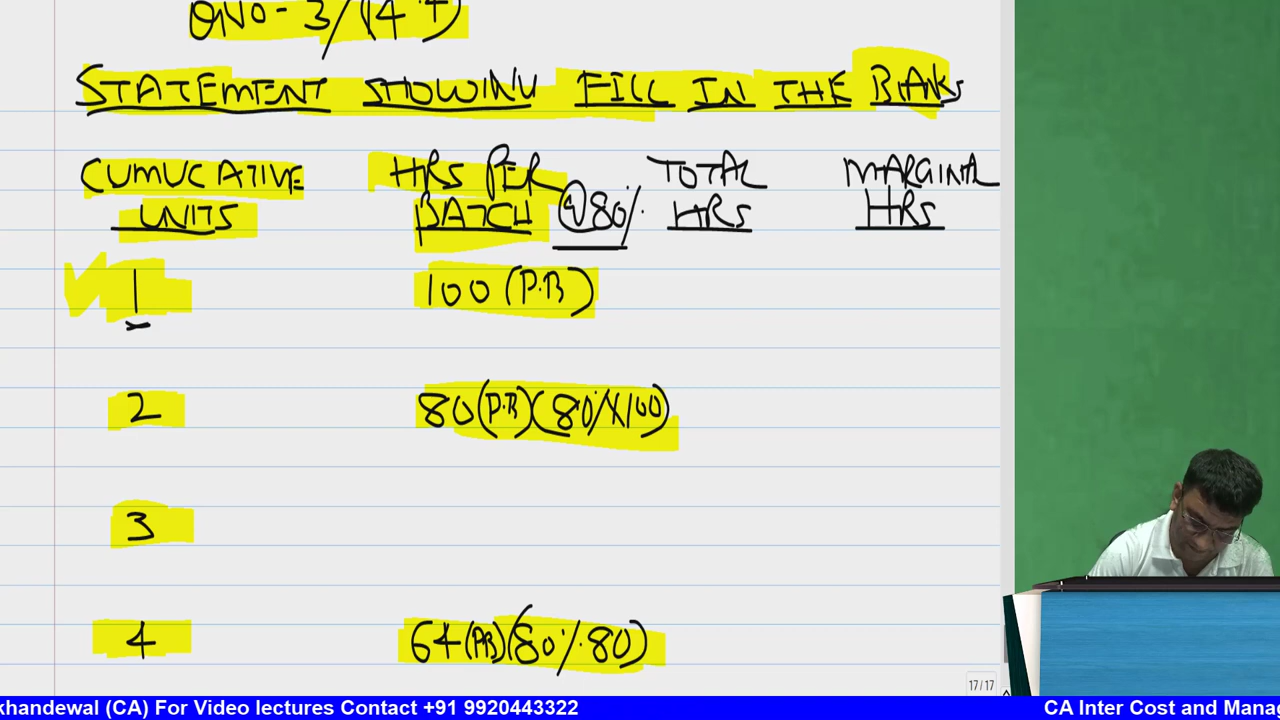 QNO - 3/(4.7)
STATEMENT SHOWING FILL IN THE BLANKS
CUMULATIVE UNITS HRS PER BATCH @80% TOTAL HRS MARGINAL HRS
1 100 (P.B)
2 80(P.B)(80%X100)
3
4 64(P.B)(80%.80)
17/17
khandewal (CA) For Video lectures Contact +91 9920443322 CA Inter Cost and Manag